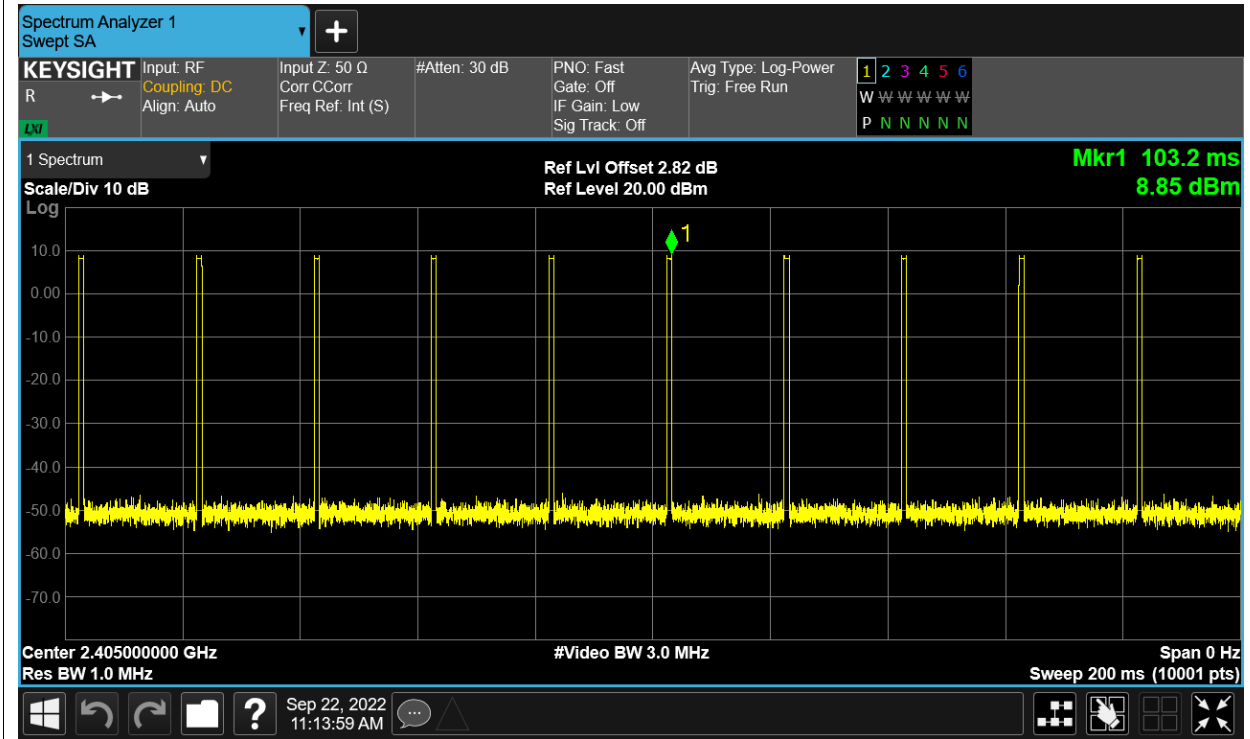 Spectrum Analyzer 1
Swept SA
KEYSIGHT
R
LXI
Input: RF
Coupling: DC
Align: Auto
Input Z: 50 Ω
Corr CCorr
Freq Ref: Int (S)
#Atten: 30 dB
PNO: Fast
Gate: Off
IF Gain: Low
Sig Track: Off
Avg Type: Log-Power
Trig: Free Run
1 2 3 4 5 6
W W W W W W
P N N N N N
1 Spectrum
Scale/Div 10 dB
Log
Ref Lvl Offset 2.82 dB
Ref Level 20.00 dBm
Mkr1 103.2 ms
8.85 dBm
1
10.0
0.00
-10.0
-20.0
-30.0
-40.0
-50.0
-60.0
-70.0
Center 2.405000000 GHz
Res BW 1.0 MHz
#Video BW 3.0 MHz
Span 0 Hz
Sweep 200 ms (10001 pts)
?
Sep 22, 2022
11:13:59 AM